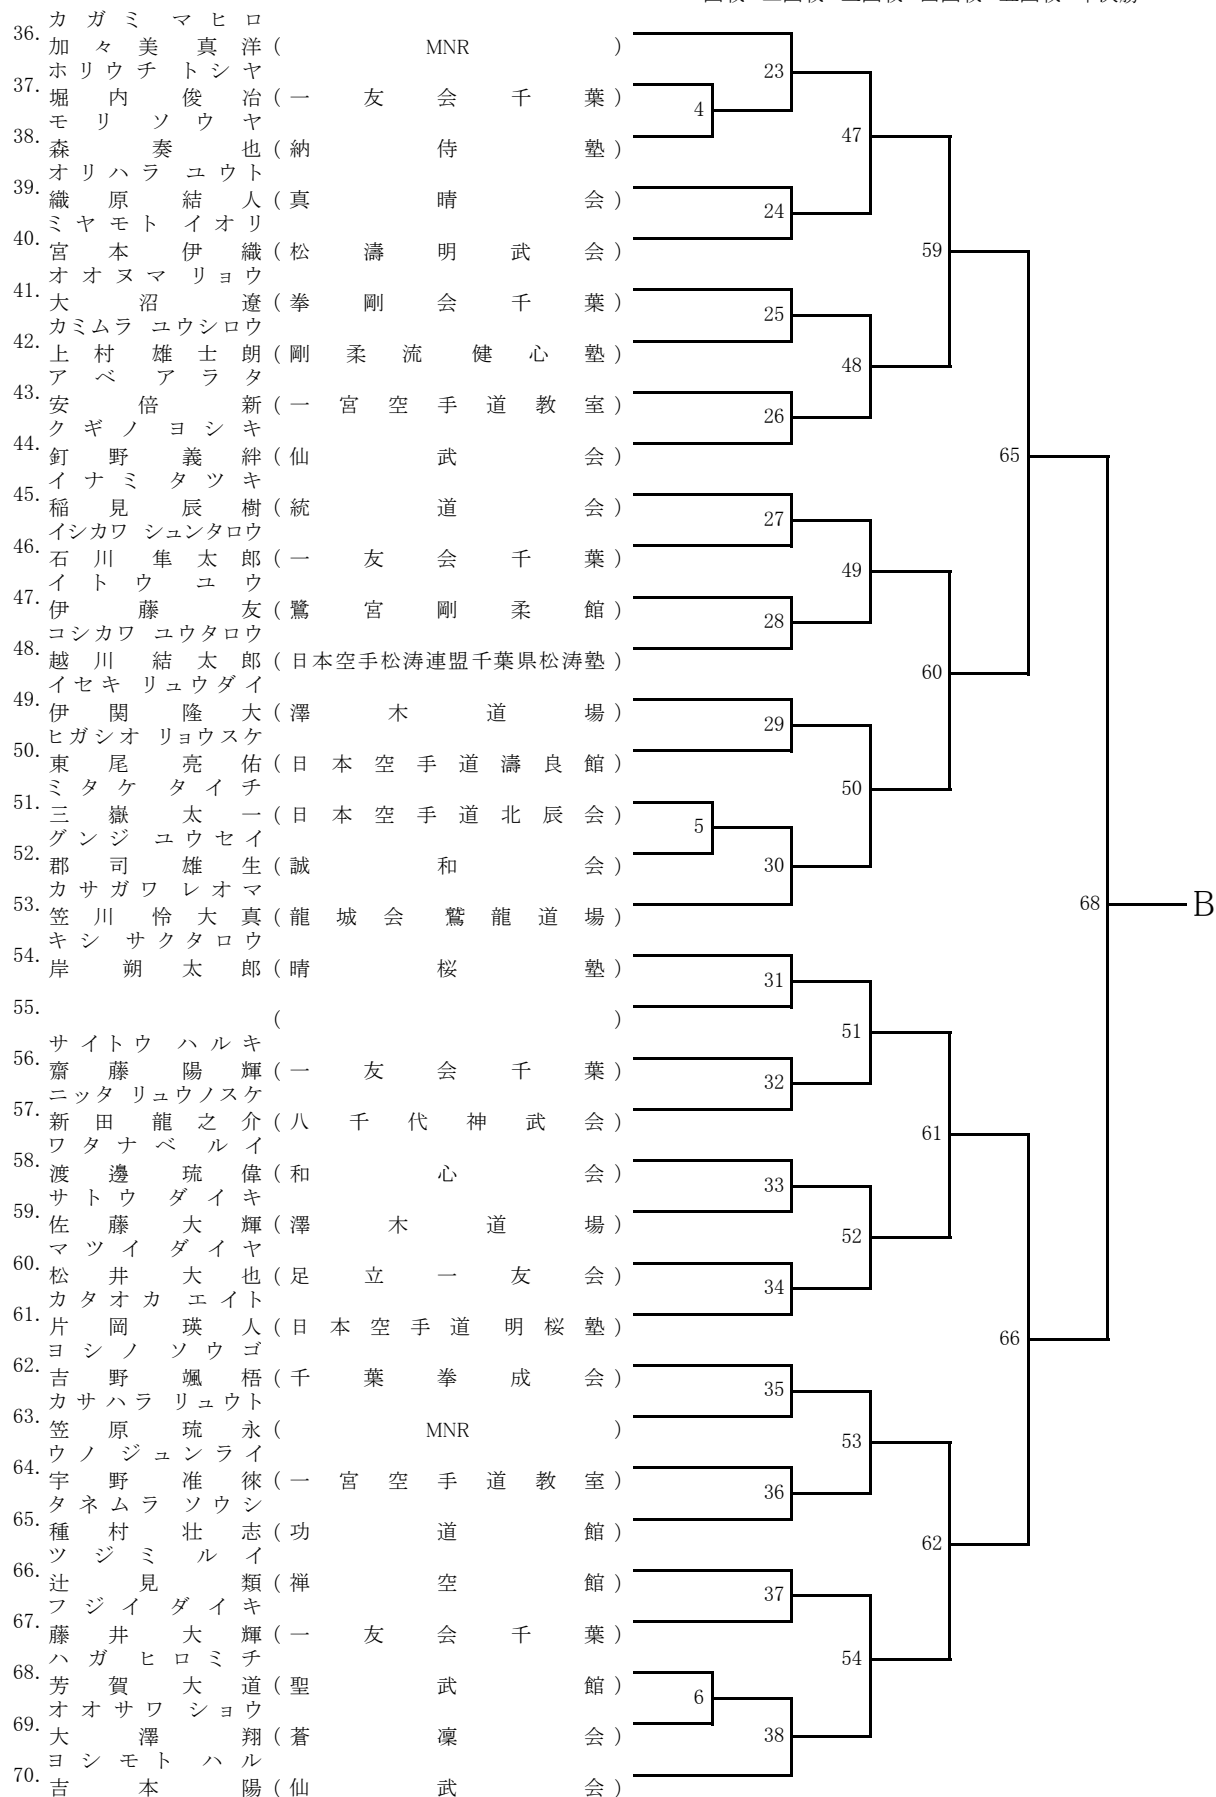 カガミ マヒロ
36. 加々美真洋(MNR) 23
ホリウチ トシヤ
37. 堀内俊冶(一友会千葉) 4
モリ ソウヤ
38. 森奏也(納侍塾) 47
オリハラ ユウト
39. 織原結人(真晴会) 24
ミヤモト イオリ
40. 宮本伊織(松濤明武会) 59
オオヌマ リョウ
41. 大沼遼(拳剛会千葉) 25
カミムラ ユウシロウ
42. 上村雄士朗(剛柔流健心塾) 48
アベ アラタ
43. 安倍新(一宮空手道教室) 26
クギノ ヨシキ
44. 釘野義絆(仙武会) 65
イナミ タツキ
45. 稲見辰樹(統道会) 27
イシカワ シュンタロウ
46. 石川隼太郎(一友会千葉) 49
イトウ ユウ
47. 伊藤友(鷺宮剛柔館) 28
コシカワ ユウタロウ
48. 越川結太郎(日本空手松涛連盟千葉県松涛塾) 60
イセキ リュウダイ
49. 伊関隆大(澤木道場) 29
ヒガシオ リョウスケ
50. 東尾亮佑(日本空手道濤良館) 50
ミタケ タイチ
51. 三嶽太一(日本空手道北辰会) 5
グンジ ユウセイ
52. 郡司雄生(誠和会) 30
カサガワ レオマ
53. 笠川怜大真(龍城会 鷲龍道場) 68 B
キシ サクタロウ
54. 岸朔太郎(晴桜塾) 31
55. ( ) 51
サイトウ ハルキ
56. 齋藤陽輝(一友会千葉) 32
ニッタ リュウノスケ
57. 新田龍之介(八千代神武会) 61
ワタナベ ルイ
58. 渡邊琉偉(和心会) 33
サトウ ダイキ
59. 佐藤大輝(澤木道場) 52
マツイ ダイヤ
60. 松井大也(足立一友会) 34
カタオカ エイト
61. 片岡瑛人(日本空手道 明桜塾) 66
ヨシノ ソウゴ
62. 吉野颯梧(千葉拳成会) 35
カサハラ リュウト
63. 笠原琉永(MNR) 53
ウノ ジュンライ
64. 宇野准徠(一宮空手道教室) 36
タネムラ ソウシ
65. 種村壮志(功道館) 62
ツジミ ルイ
66. 辻見類(禅空館) 37
フジイ ダイキ
67. 藤井大輝(一友会千葉) 54
ハガ ヒロミチ
68. 芳賀大道(聖武館) 6
オオサワ ショウ
69. 大澤翔(蒼凜会) 38
ヨシモト ハル
70. 吉本陽(仙武会)